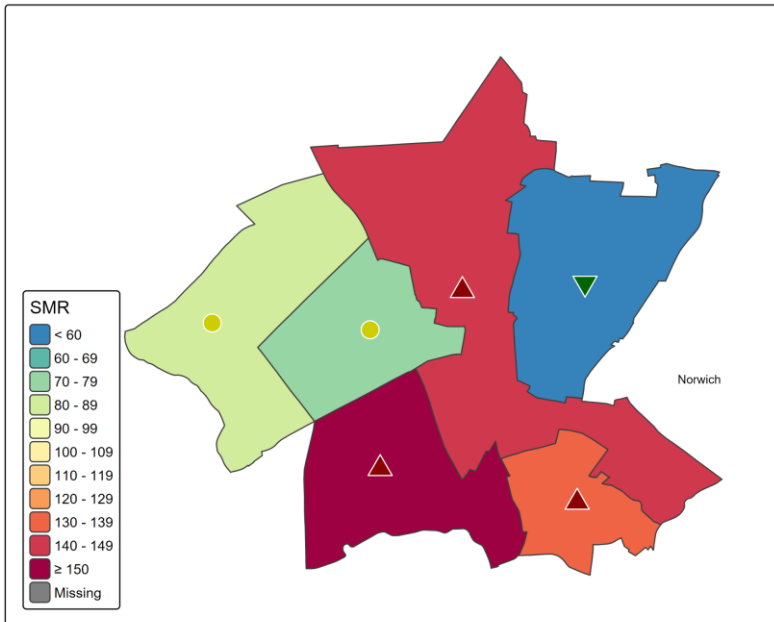 Norwich
SMR
< 60
60 - 69
70 - 79
80 - 89
90 - 99
100 - 109
110 - 119
120 - 129
130 - 139
140 - 149
≥ 150
Missing